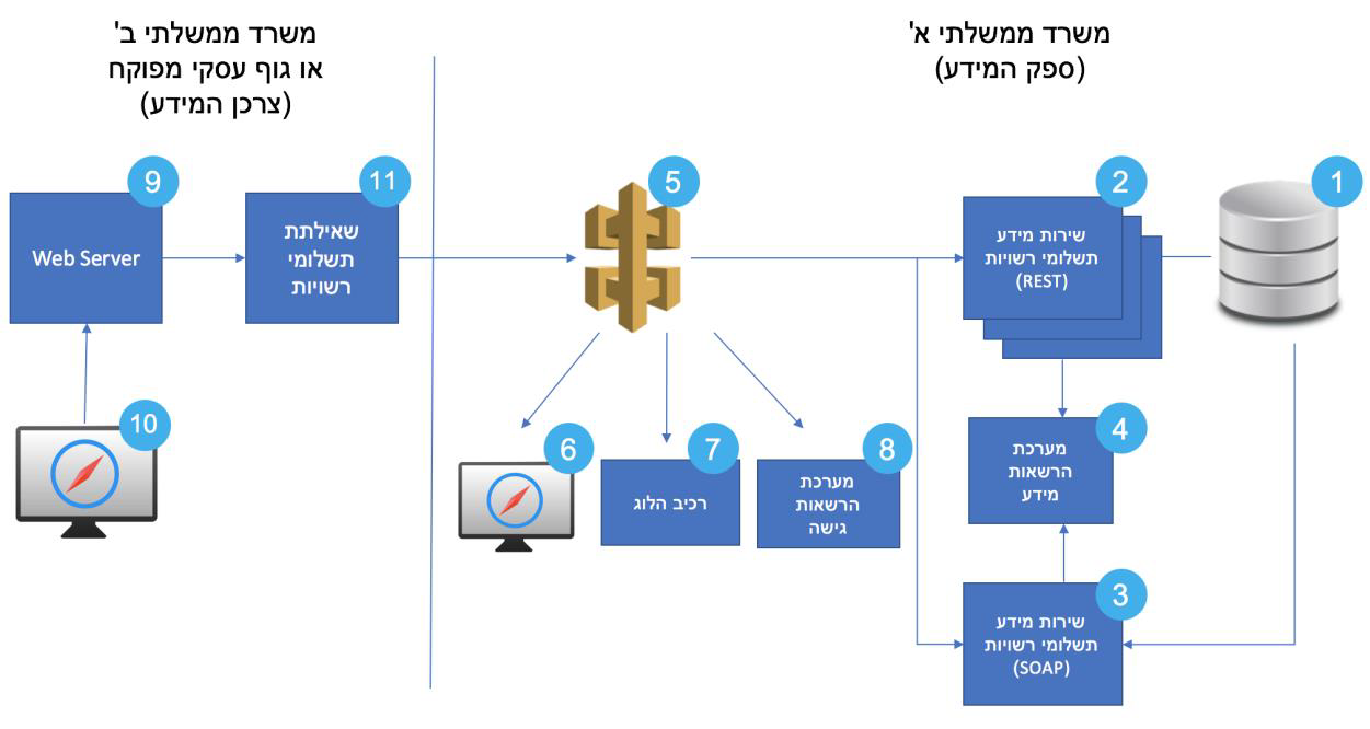 משרד ממשלתי א'
(ספק המידע)
משרד ממשלתי ב'
או גוף עסקי מפוקח
(צרכן המידע)
1
2
שירות מידע
תשלומי רשויות
(REST)
5
11
שאילתת
תשלומי
רשויות
9
Web Server
4
מערכת
הרשאות
מידע
8
מערכת
הרשאות
גישה
7
רכיב הלוג
6
10
3
שירות מידע
תשלומי רשויות
(SOAP)